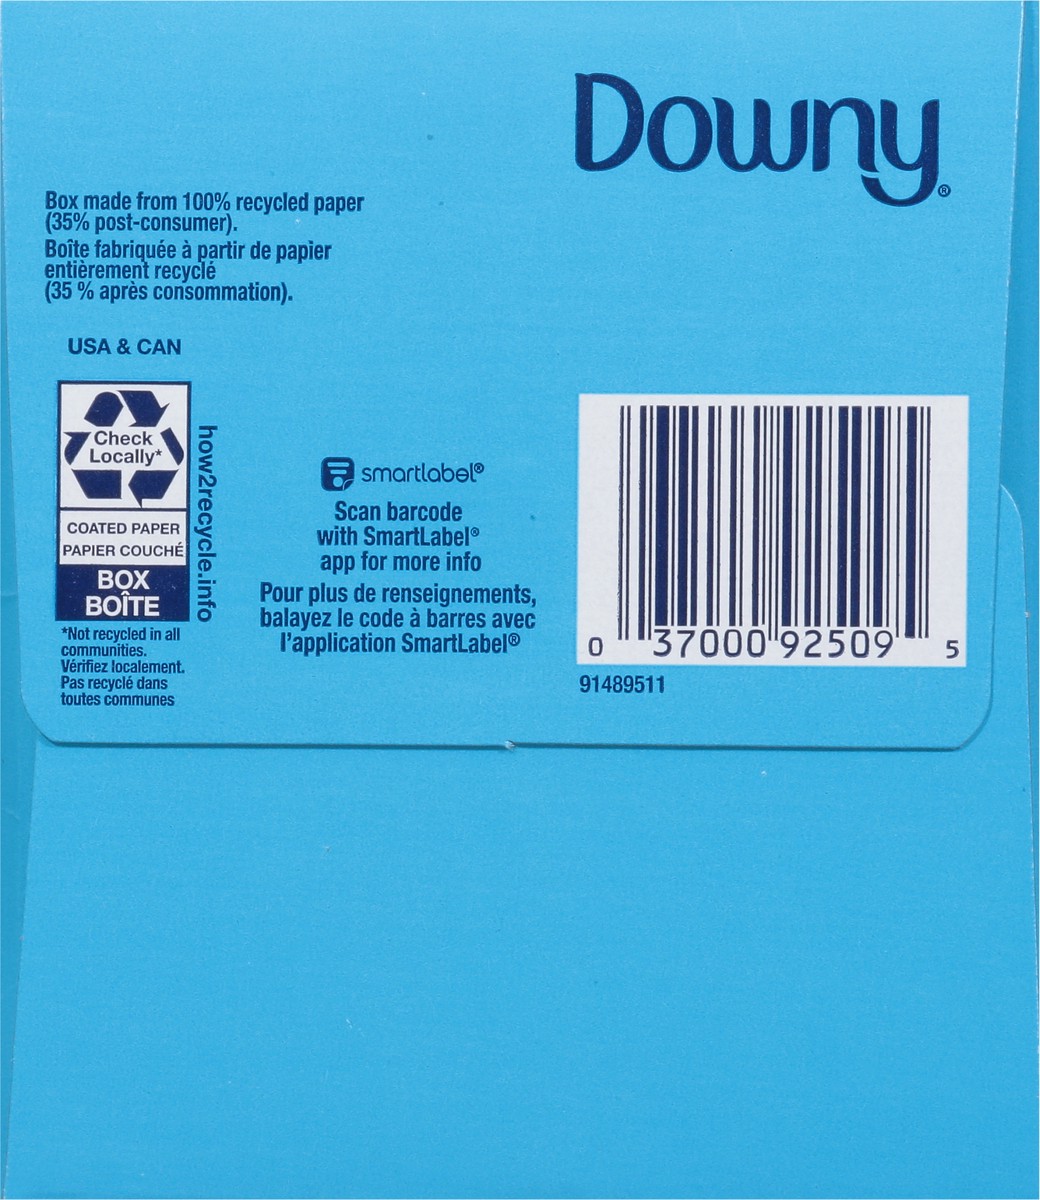 Downy®
Box made from 100% recycled paper
(35% post-consumer).
Boîte fabriquée à partir de papier
entièrement recyclé
(35 % après consommation).
USA & CAN
Check
Locally*
COATED PAPER
PAPIER COUCHÉ
BOX
BOÎTE
how2recycle.info
*Not recycled in all
communities.
Vérifiez localement.
Pas recyclé dans
toutes communes
smartlabel®
Scan barcode
with SmartLabel®
app for more info
Pour plus de renseignements,
balayez le code à barres avec
l'application SmartLabel®
0 37000 92509 5
91489511